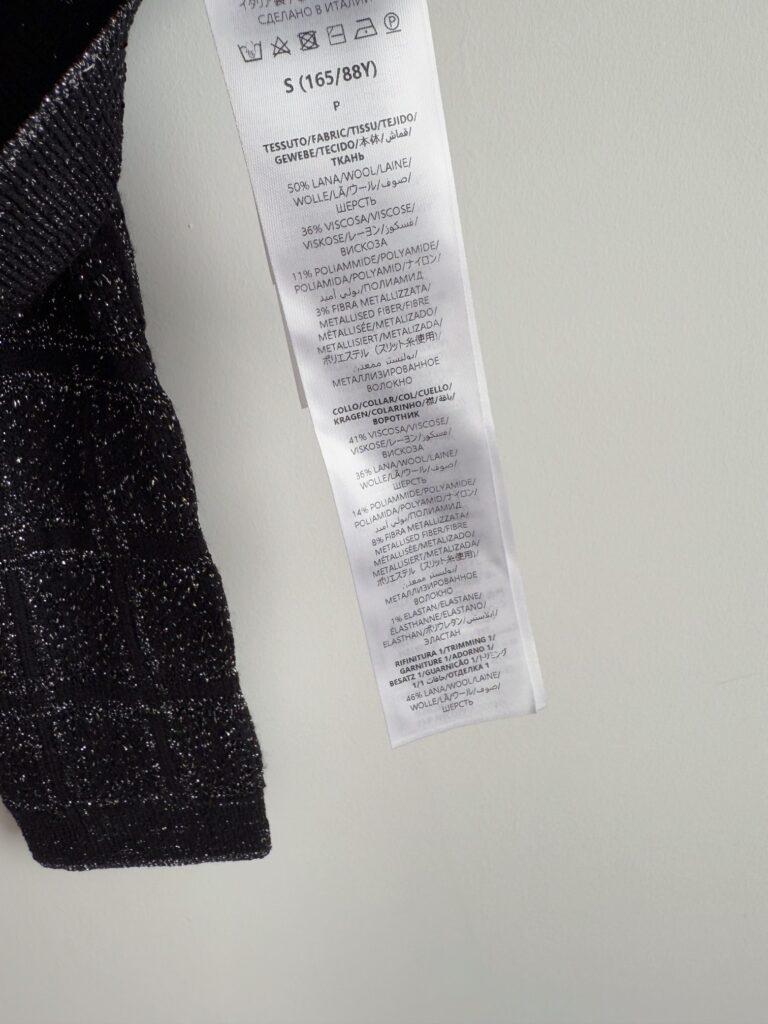 СДЕЛАНО В ИТАЛИИ
S (165/88Y)
P
TESSUTO/FABRIC/TISSU/TEJIDO/
GEWEBE/TECIDO/本体/قماش/
ТКАНЬ
50% LANA/WOOL/LAINE/
WOLLE/LÃ/ウール/صوف/
ШЕРСТЬ
36% VISCOSA/VISCOSE/
VISKOSE/レーヨン/فسكوز/
ВИСКОЗА
11% POLIAMMIDE/POLYAMIDE/
POLIAMIDA/POLYAMID/ナイロン/
بولي أميد/ПОЛИАМИД
3% FIBRA METALLIZZATA/
METALLISED FIBER/FIBRE
MÉTALLISÉE/METALIZADO/
METALLISIERT/METALIZADA/
ポリエステル (スリット糸使用)/
بوليستر ممعدن/
МЕТАЛЛИЗИРОВАННОЕ
ВОЛОКНО
COLLO/COLLAR/COL/CUELLO/
KRAGEN/COLARINHO/襟/ياقة/
ВОРОТНИК
41% VISCOSA/VISCOSE/
VISKOSE/レーヨン/فسكوز/
ВИСКОЗА
36% LANA/WOOL/LAINE/
WOLLE/LÃ/ウール/صوف/
ШЕРСТЬ
14% POLIAMMIDE/POLYAMIDE/
POLIAMIDA/POLYAMID/ナイロン/
بولي أميد/ПОЛИАМИД
8% FIBRA METALLIZZATA/
METALLISED FIBER/FIBRE
MÉTALLISÉE/METALIZADO/
METALLISIERT/METALIZADA/
ポリエステル (スリット糸使用)/
بوليستر ممعدن/
МЕТАЛЛИЗИРОВАННОЕ
ВОЛОКНО
1% ELASTAN/ELASTANE/
ÉLASTHANNE/ELASTANO/
ELASTHAN/ポリウレタン/إيلاستين/
ЭЛАСТАН
RIFINITURA 1/TRIMMING 1/
GARNITURE 1/ADORNO 1/
BESATZ 1/GUARNIÇÃO 1/トリミング
1/حافات 1/ОТДЕЛКА 1
46% LANA/WOOL/LAINE/
WOLLE/LÃ/ウール/صوف/
ШЕРСТЬ